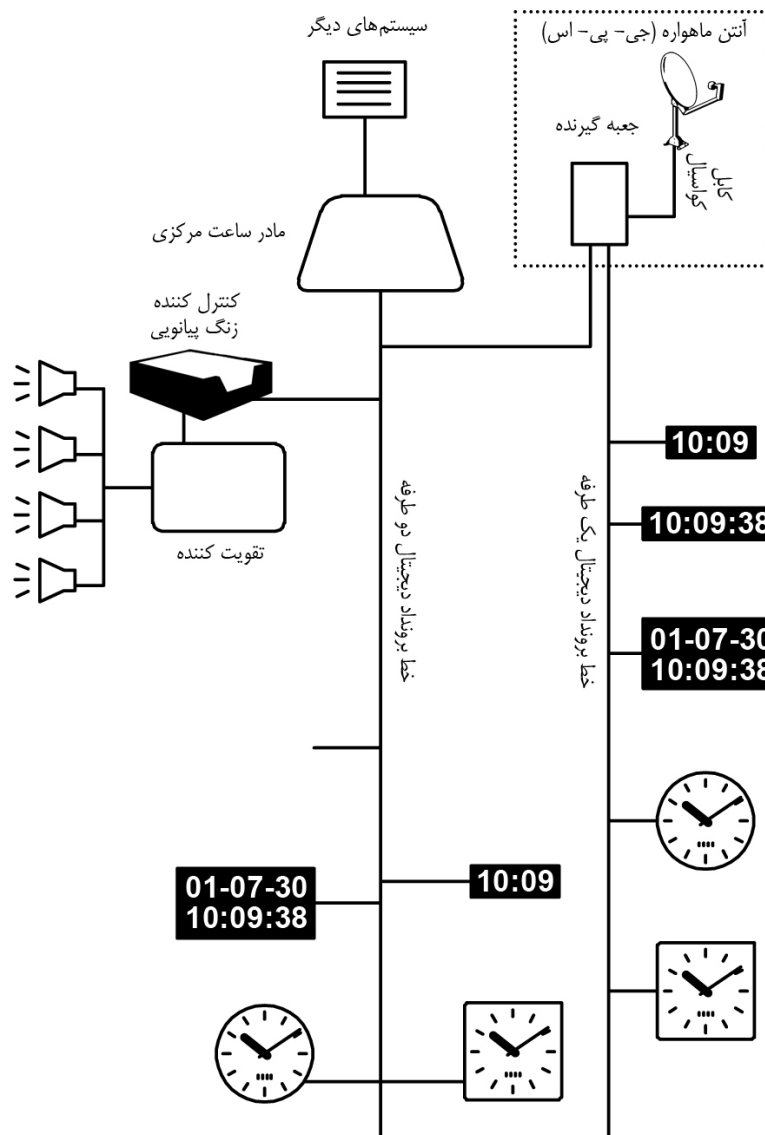 سیستم‌های دیگر
آنتن ماهواره (جی- پی- اس)
جعبه گیرنده
کابل
کواسیال
مادر ساعت مرکزی
کنترل کننده
زنگ پیانویی
تقویت کننده
خط برونداد دیجیتال دو طرفه
خط برونداد دیجیتال یک طرفه
10:09
10:09:38
01-07-30
10:09:38
01-07-30
10:09:38
10:09